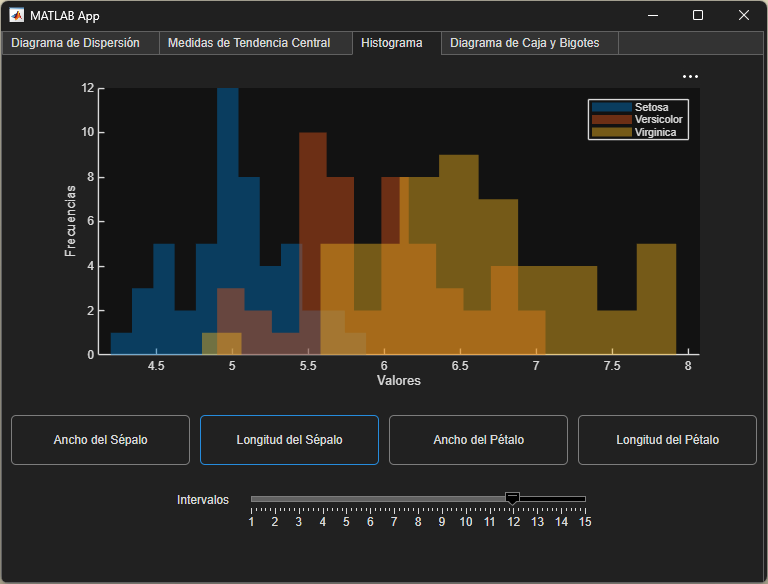 MATLAB App
Diagrama de Dispersión Medidas de Tendencia Central Histograma Diagrama de Caja y Bigotes
Setosa
Versicolor
Virginica
12
10
8
6
4
2
0
Frecuencias
4.5 5 5.5 6 6.5 7 7.5 8
Valores
Ancho del Sépalo Longitud del Sépalo Ancho del Pétalo Longitud del Pétalo
Intervalos
1 2 3 4 5 6 7 8 9 10 11 12 13 14 15